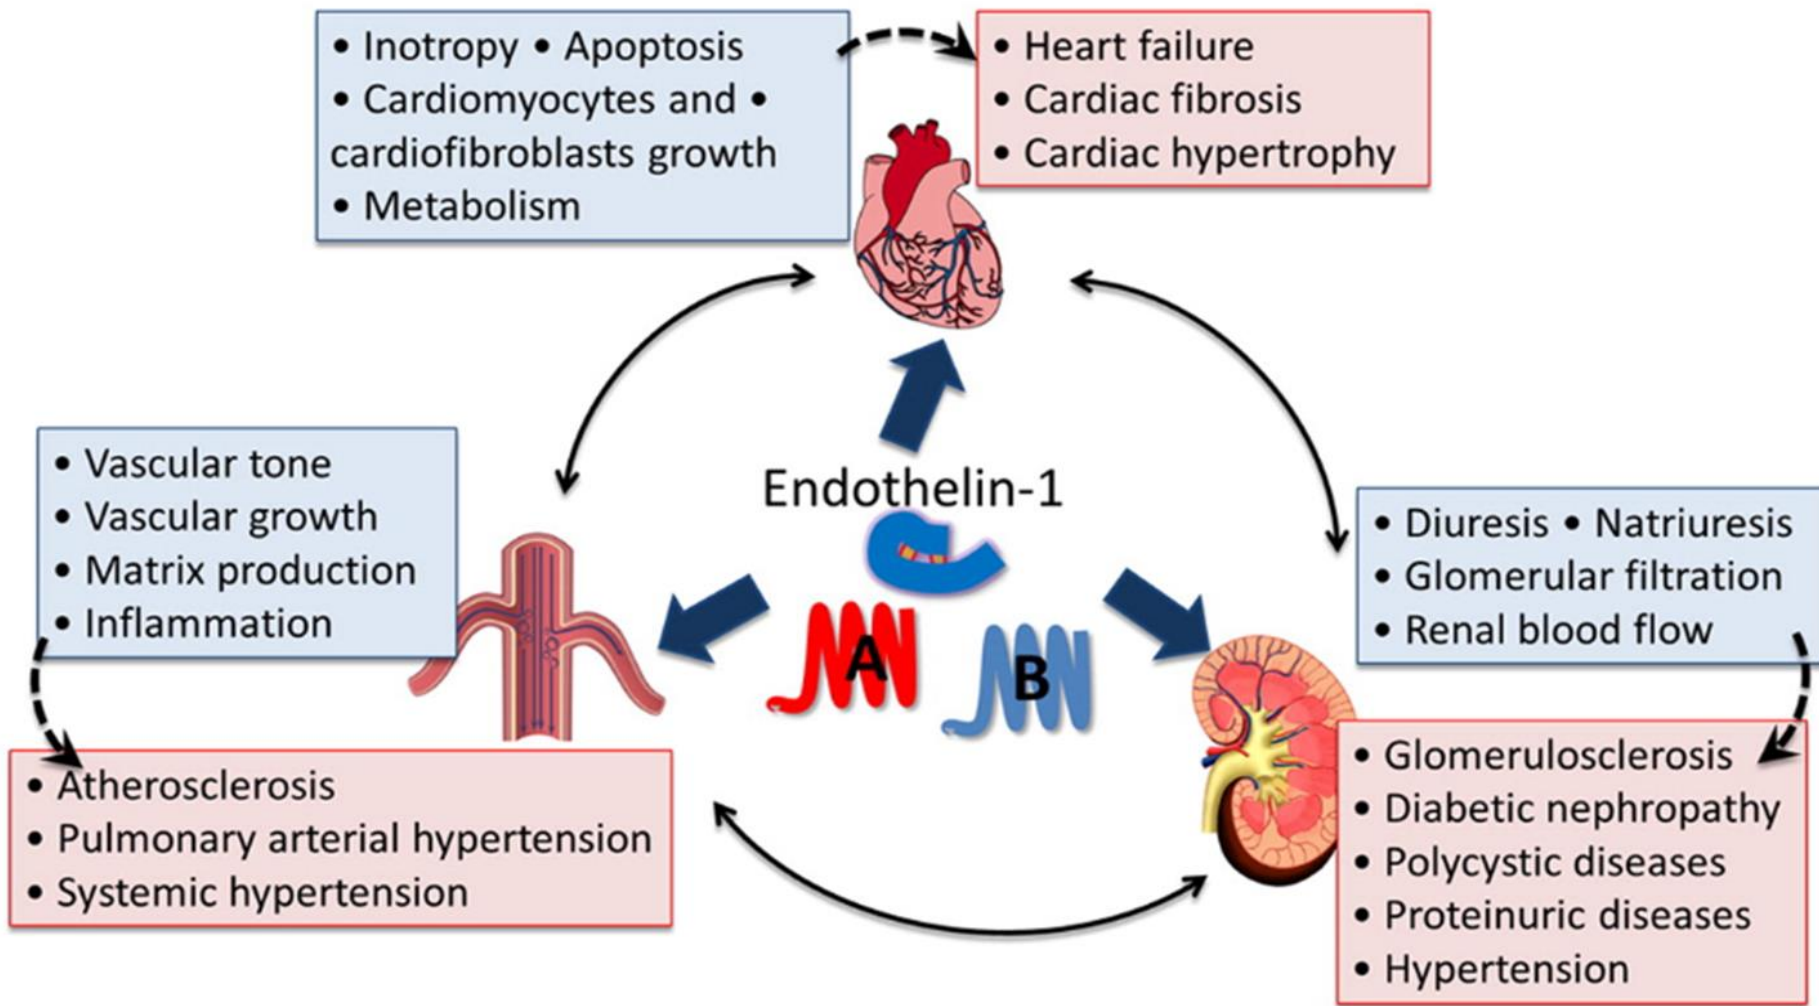 • Inotropy • Apoptosis
• Cardiomyocytes and •
cardiofibroblasts growth
• Metabolism
• Heart failure
• Cardiac fibrosis
• Cardiac hypertrophy
• Vascular tone
• Vascular growth
• Matrix production
• Inflammation
Endothelin-1
A
B
• Diuresis • Natriuresis
• Glomerular filtration
• Renal blood flow
• Atherosclerosis
• Pulmonary arterial hypertension
• Systemic hypertension
• Glomerulosclerosis
• Diabetic nephropathy
• Polycystic diseases
• Proteinuric diseases
• Hypertension